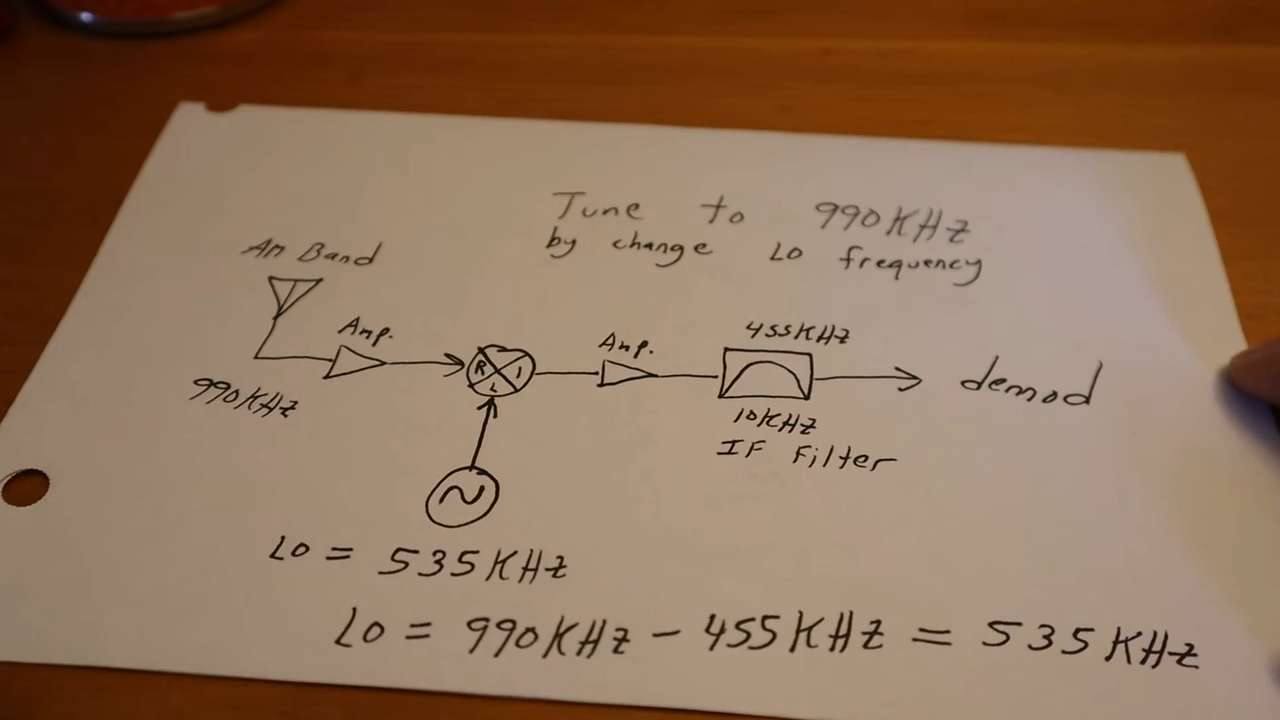 Tune to 990KHz
by change LO frequency
Am Band
Amp.
Amp.
455KHz
R
I
L
990KHz
demod
10KHz
IF Filter
LO = 535KHz
LO = 990KHz - 455KHz = 535KHz